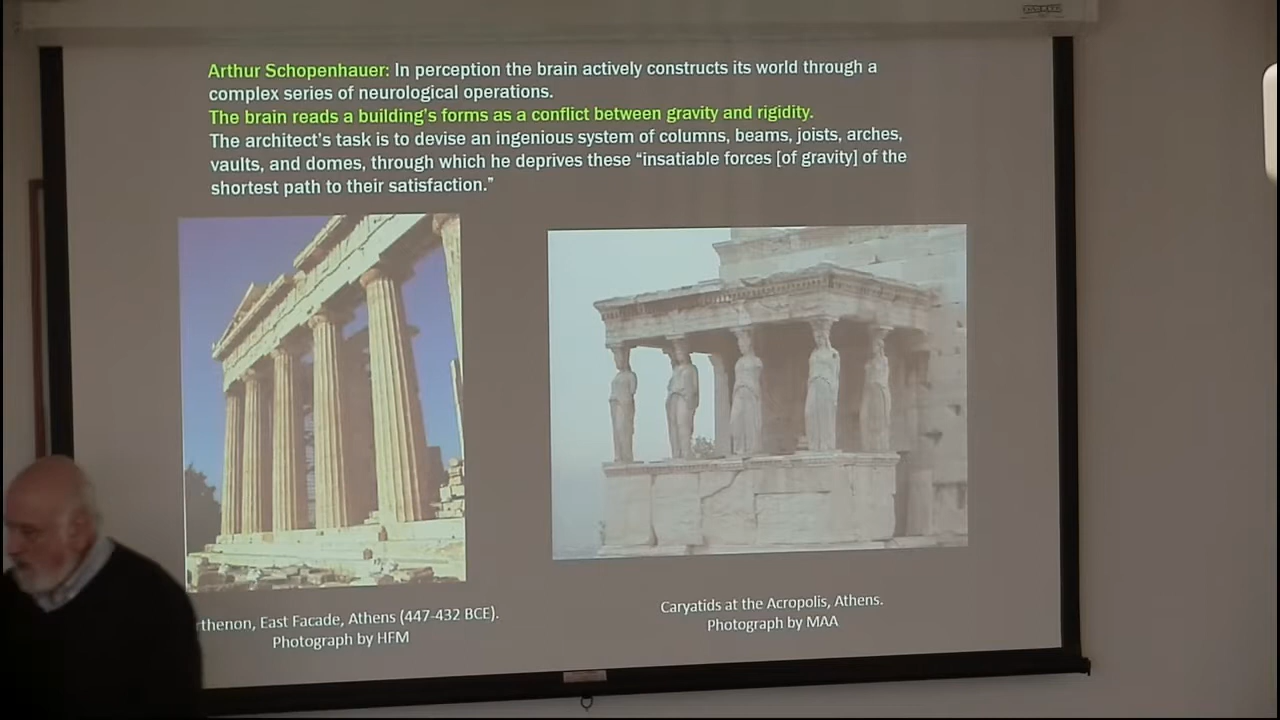 Arthur Schopenhauer: In perception the brain actively constructs its world through a
complex series of neurological operations.
The brain reads a building's forms as a conflict between gravity and rigidity.
The architect's task is to devise an ingenious system of columns, beams, joists, arches,
vaults, and domes, through which he deprives these “insatiable forces [of gravity] of the
shortest path to their satisfaction.”
rthenon, East Facade, Athens (447-432 BCE).
Photograph by HFM
Caryatids at the Acropolis, Athens.
Photograph by MAA